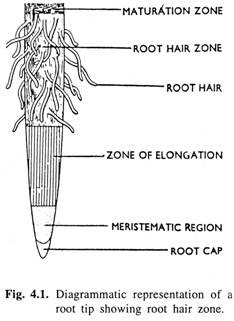 MATURATION ZONE
ROOT HAIR ZONE
ROOT HAIR
ZONE OF ELONGATION
MERISTEMATIC REGION
ROOT CAP
Fig. 4.1. Diagrammatic representation of a
root tip showing root hair zone.